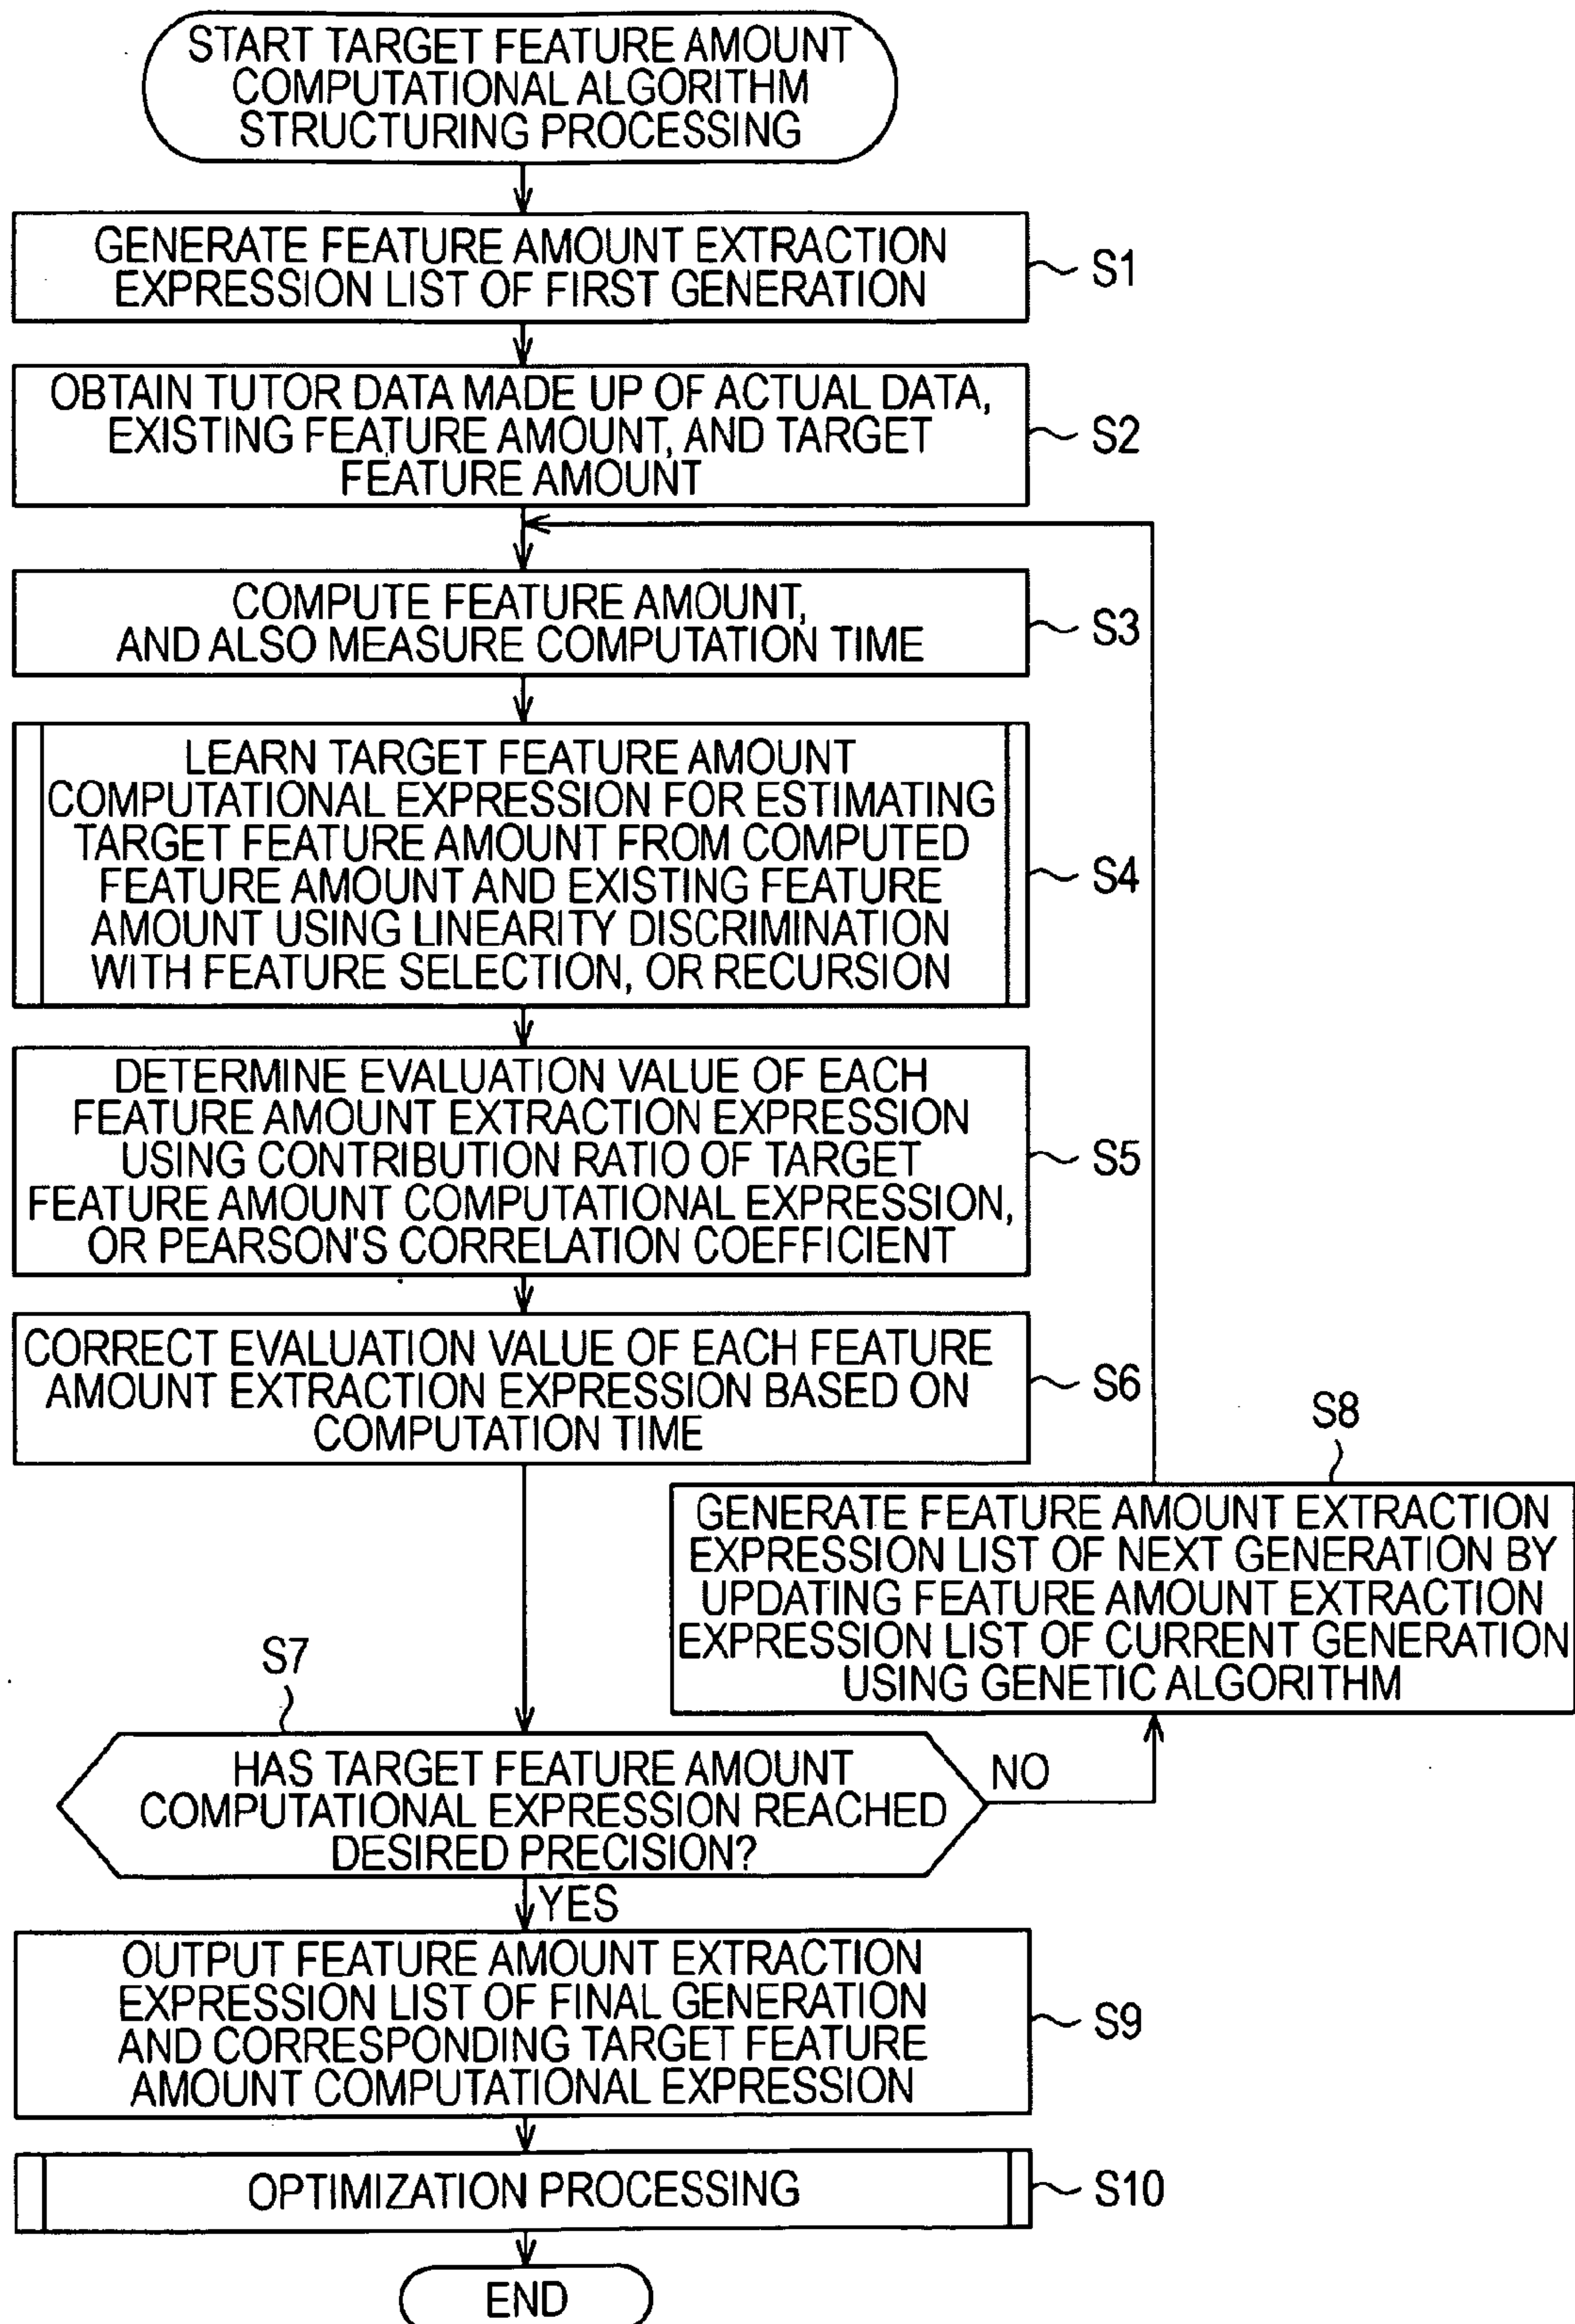 START TARGET FEATURE AMOUNT
COMPUTATIONAL ALGORITHM
STRUCTURING PROCESSING
GENERATE FEATURE AMOUNT EXTRACTION
EXPRESSION LIST OF FIRST GENERATION
S1
OBTAIN TUTOR DATA MADE UP OF ACTUAL DATA,
EXISTING FEATURE AMOUNT, AND TARGET
FEATURE AMOUNT
S2
COMPUTE FEATURE AMOUNT,
AND ALSO MEASURE COMPUTATION TIME
S3
LEARN TARGET FEATURE AMOUNT
COMPUTATIONAL EXPRESSION FOR ESTIMATING
TARGET FEATURE AMOUNT FROM COMPUTED
FEATURE AMOUNT AND EXISTING FEATURE
AMOUNT USING LINEARITY DISCRIMINATION
WITH FEATURE SELECTION, OR RECURSION
S4
DETERMINE EVALUATION VALUE OF EACH
FEATURE AMOUNT EXTRACTION EXPRESSION
USING CONTRIBUTION RATIO OF TARGET
FEATURE AMOUNT COMPUTATIONAL EXPRESSION,
OR PEARSON'S CORRELATION COEFFICIENT
S5
CORRECT EVALUATION VALUE OF EACH FEATURE
AMOUNT EXTRACTION EXPRESSION BASED ON
COMPUTATION TIME
S6
S8
GENERATE FEATURE AMOUNT EXTRACTION
EXPRESSION LIST OF NEXT GENERATION BY
UPDATING FEATURE AMOUNT EXTRACTION
EXPRESSION LIST OF CURRENT GENERATION
USING GENETIC ALGORITHM
S7
HAS TARGET FEATURE AMOUNT
COMPUTATIONAL EXPRESSION REACHED
DESIRED PRECISION?
NO
YES
OUTPUT FEATURE AMOUNT EXTRACTION
EXPRESSION LIST OF FINAL GENERATION
AND CORRESPONDING TARGET FEATURE
AMOUNT COMPUTATIONAL EXPRESSION
S9
OPTIMIZATION PROCESSING
S10
END